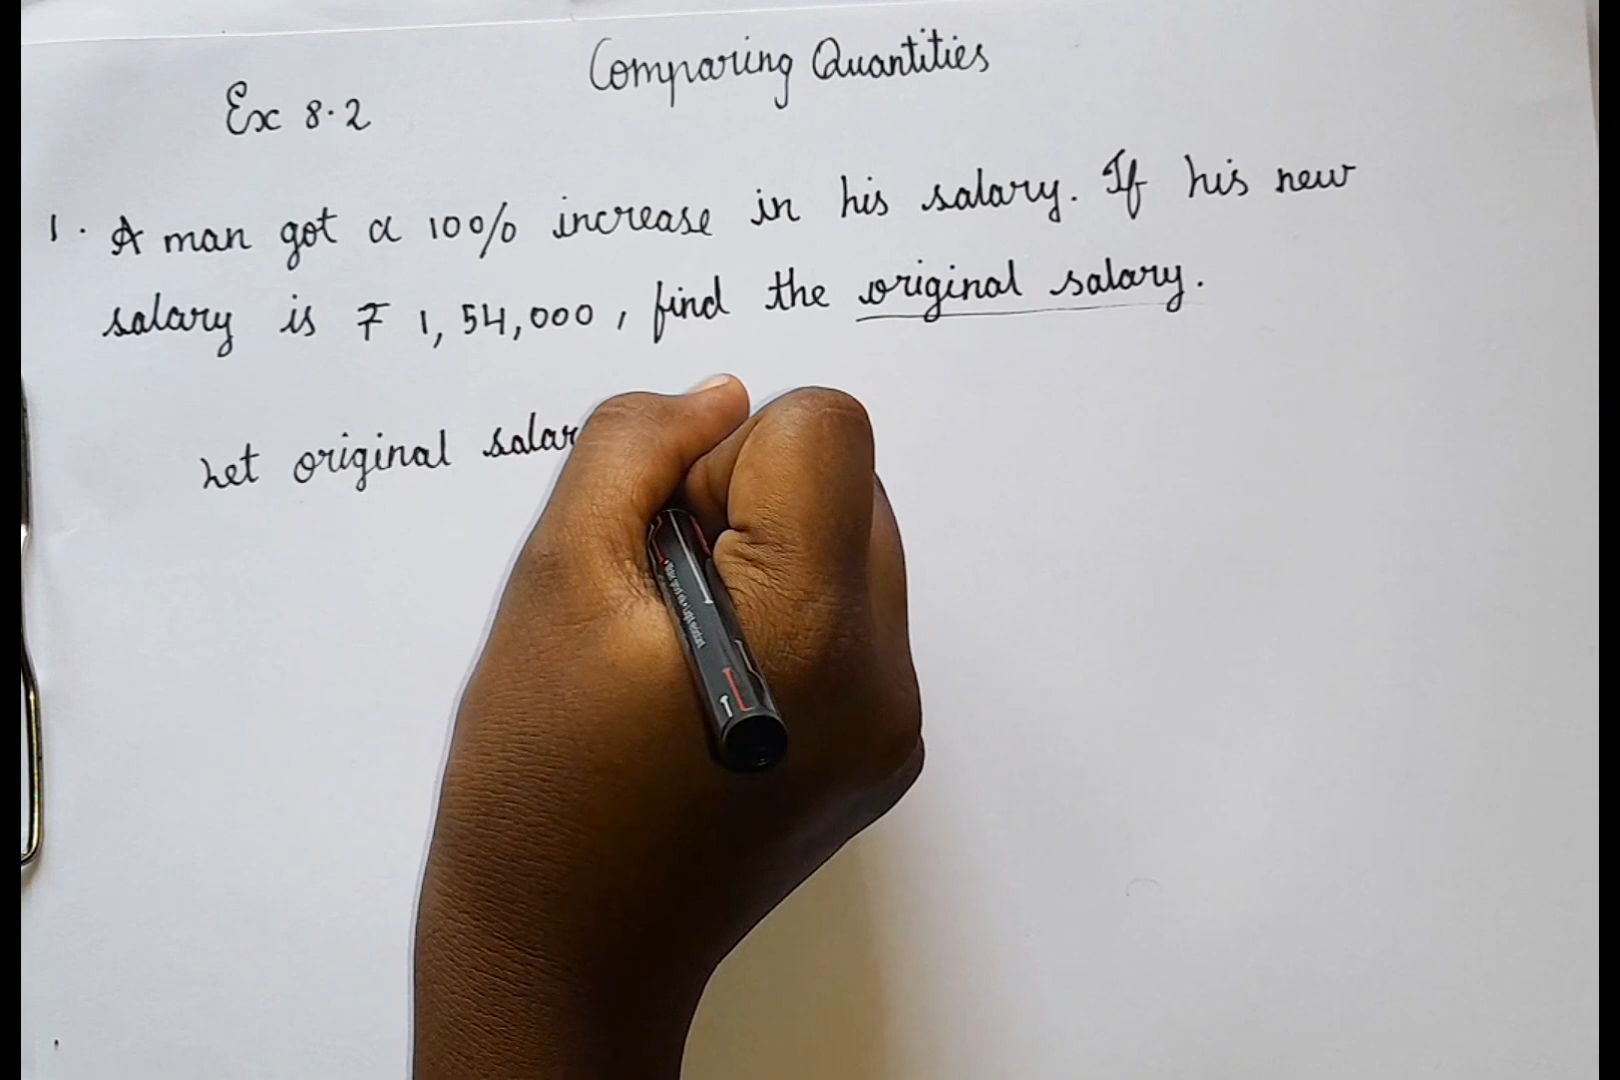 Comparing Quantities
Ex 8.2
1. A man got a 10% increase in his salary. If his new
salary is ₹ 1,54,000, find the original salary.
Let original salar